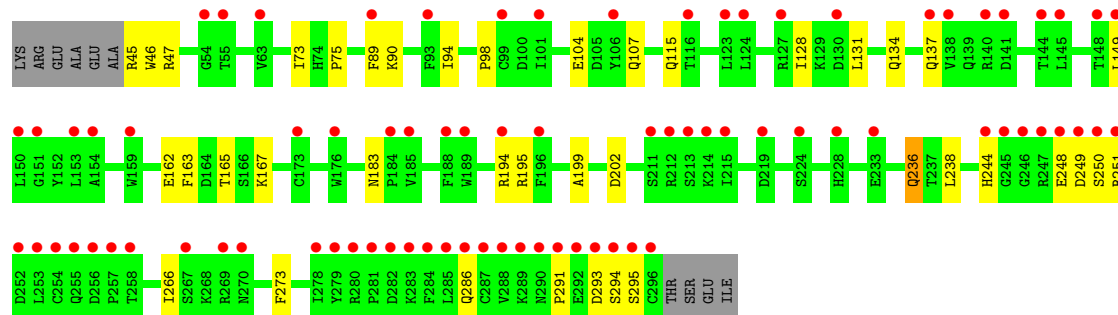 LYS ARG GLU ALA GLU ALA R45 W46 R47 G54 T55 V63 I73 H74 P75 F89 K90 F93 I94 P98 C99 D100 I101 E104 D105 Y106 Q107 Q115 T116 L123 L124 R127 I128 K129 D130 L131 Q134 Q137 V138 Q139 R140 D141 T144 L145 T148 L149
L150 G151 Y152 L153 A154 W159 E162 F163 D164 T165 S166 K167 C173 W176 N183 P184 V185 F188 W189 R194 R195 F196 A199 D202 S211 R212 S213 K214 I215 D219 S224 H228 E233 Q236 T237 L238 H244 G245 G246 R247 E248 D249 S250
D252 L253 C254 Q255 D256 P257 T258 I266 S267 K268 R269 N270 F273 I278 Y279 R280 P281 D282 K283 F284 L285 Q286 C287 V288 K289 N290 P291 E292 D293 S294 S295 C296 THR SER GLU ILE